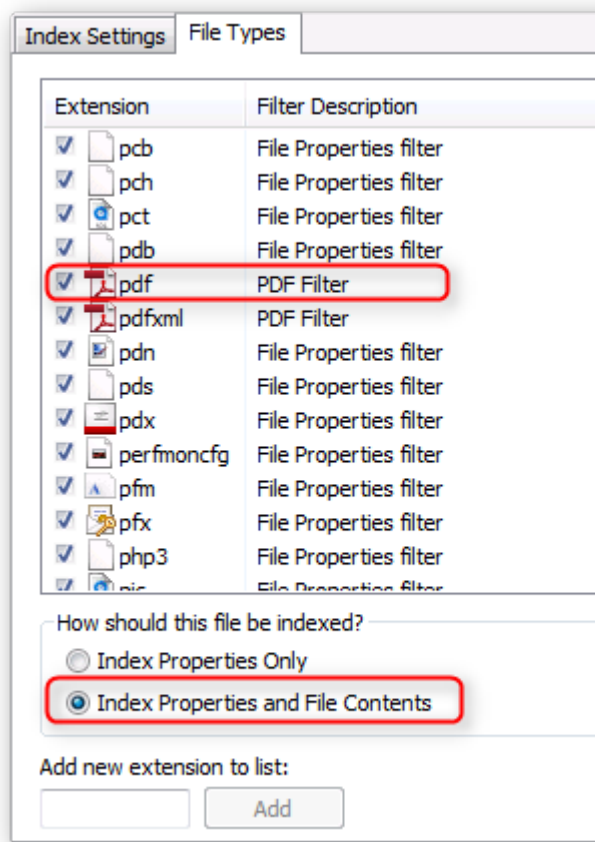 Index Settings File Types
Extension Filter Description
pcb File Properties filter
pch File Properties filter
pct File Properties filter
pdb File Properties filter
pdf PDF Filter
pdfxml PDF Filter
pdn File Properties filter
pds File Properties filter
pdx File Properties filter
perfmoncfg File Properties filter
pfm File Properties filter
pfx File Properties filter
php3 File Properties filter
pic File Properties filter
How should this file be indexed?
Index Properties Only
Index Properties and File Contents
Add new extension to list:
Add